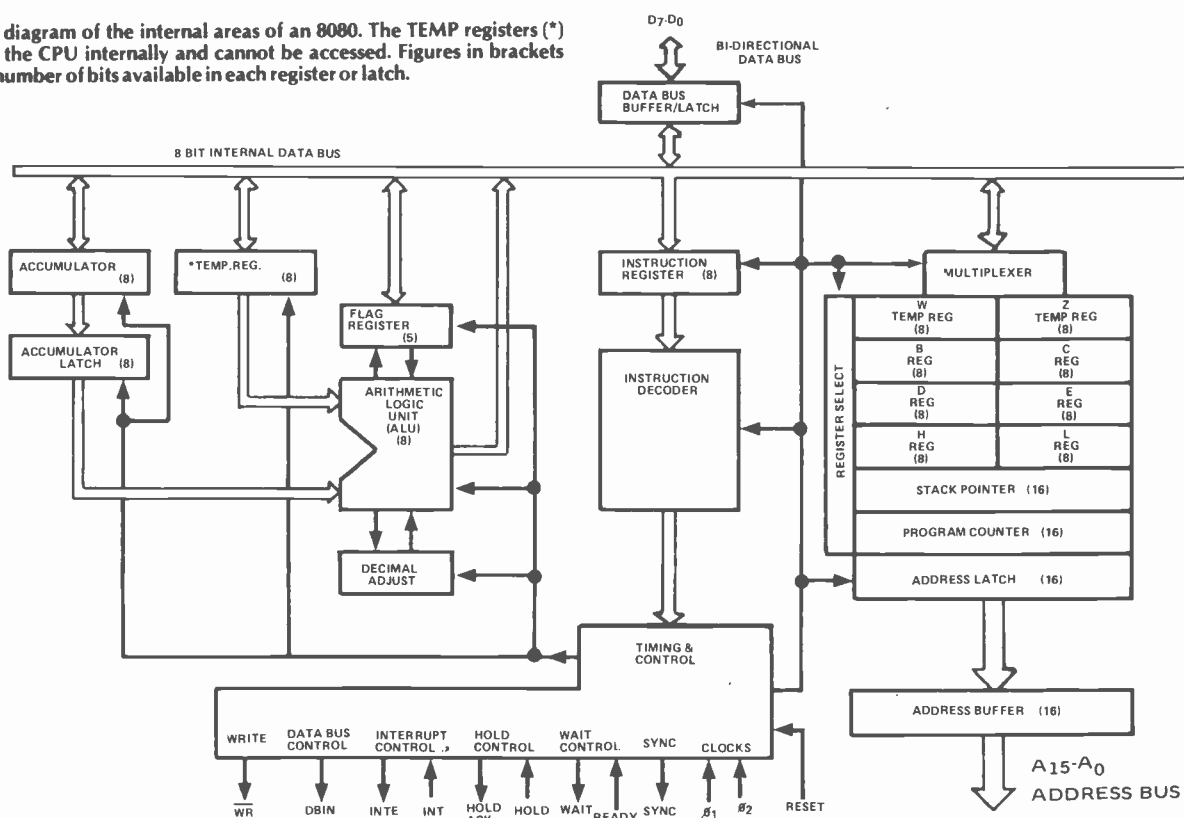 diagram of the internal areas of an 8080. The TEMP registers (*)
the CPU internally and cannot be accessed. Figures in brackets
number of bits available in each register or latch.
D7-D0
BI-DIRECTIONAL
DATA BUS
DATA BUS
BUFFER/LATCH
8 BIT INTERNAL DATA BUS
ACCUMULATOR
(8)
*TEMP.REG.
(8)
INSTRUCTION
REGISTER (8)
MULTIPLEXER
FLAG
REGISTER
(5)
ACCUMULATOR
LATCH (8)
ARITHMETIC
LOGIC
UNIT
(ALU)
(8)
INSTRUCTION
DECODER
REGISTER SELECT
W
TEMP REG
(8)
Z
TEMP REG
(8)
B
REG
(8)
C
REG
(8)
D
REG
(8)
E
REG
(8)
H
REG
(8)
L
REG
(8)
STACK POINTER (16)
PROGRAM COUNTER (16)
ADDRESS LATCH (16)
DECIMAL
ADJUST
TIMING &
CONTROL
ADDRESS BUFFER (16)
WRITE
DATA BUS
CONTROL
INTERRUPT
CONTROL
HOLD
CONTROL
WAIT
CONTROL
SYNC
CLOCKS
WR
DBIN
INTE
INT
HOLD
ACK
HOLD
WAIT
READY
SYNC
ø1
ø2
RESET
A15-A0
ADDRESS BUS